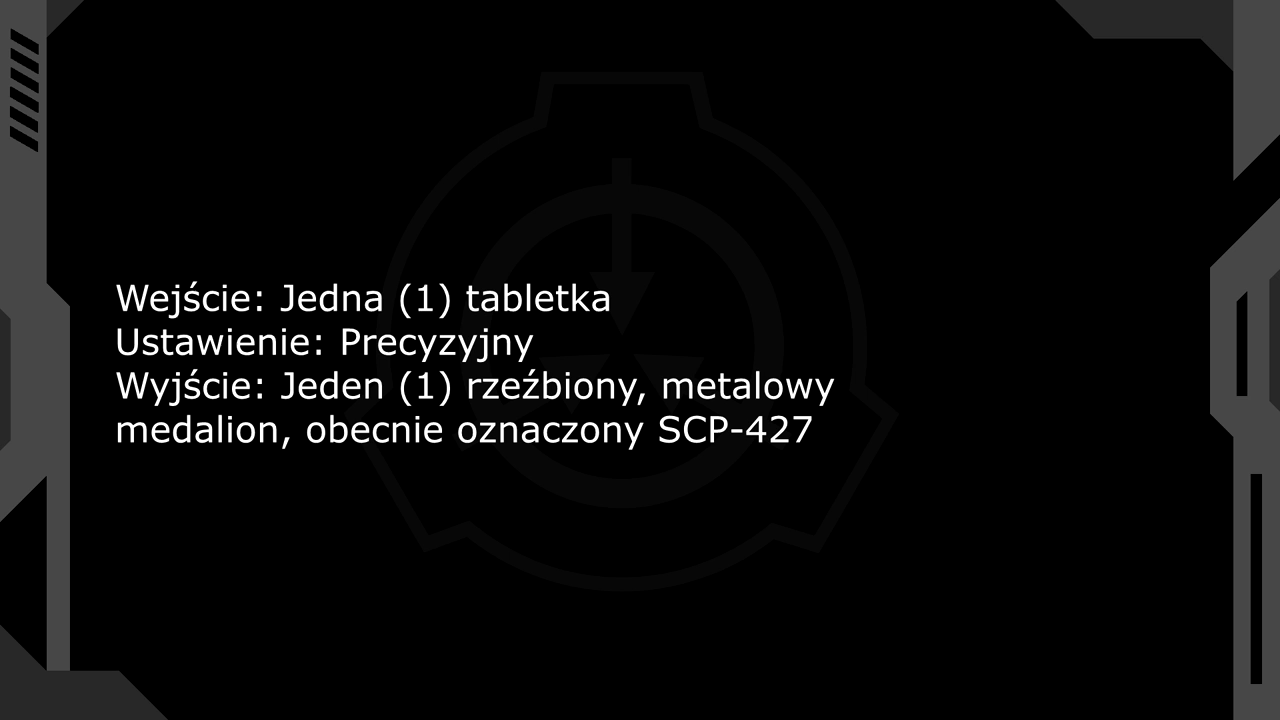 Wejście: Jedna (1) tabletka
Ustawienie: Precyzyjny
Wyjście: Jeden (1) rzeźbiony, metalowy
medalion, obecnie oznaczony SCP-427